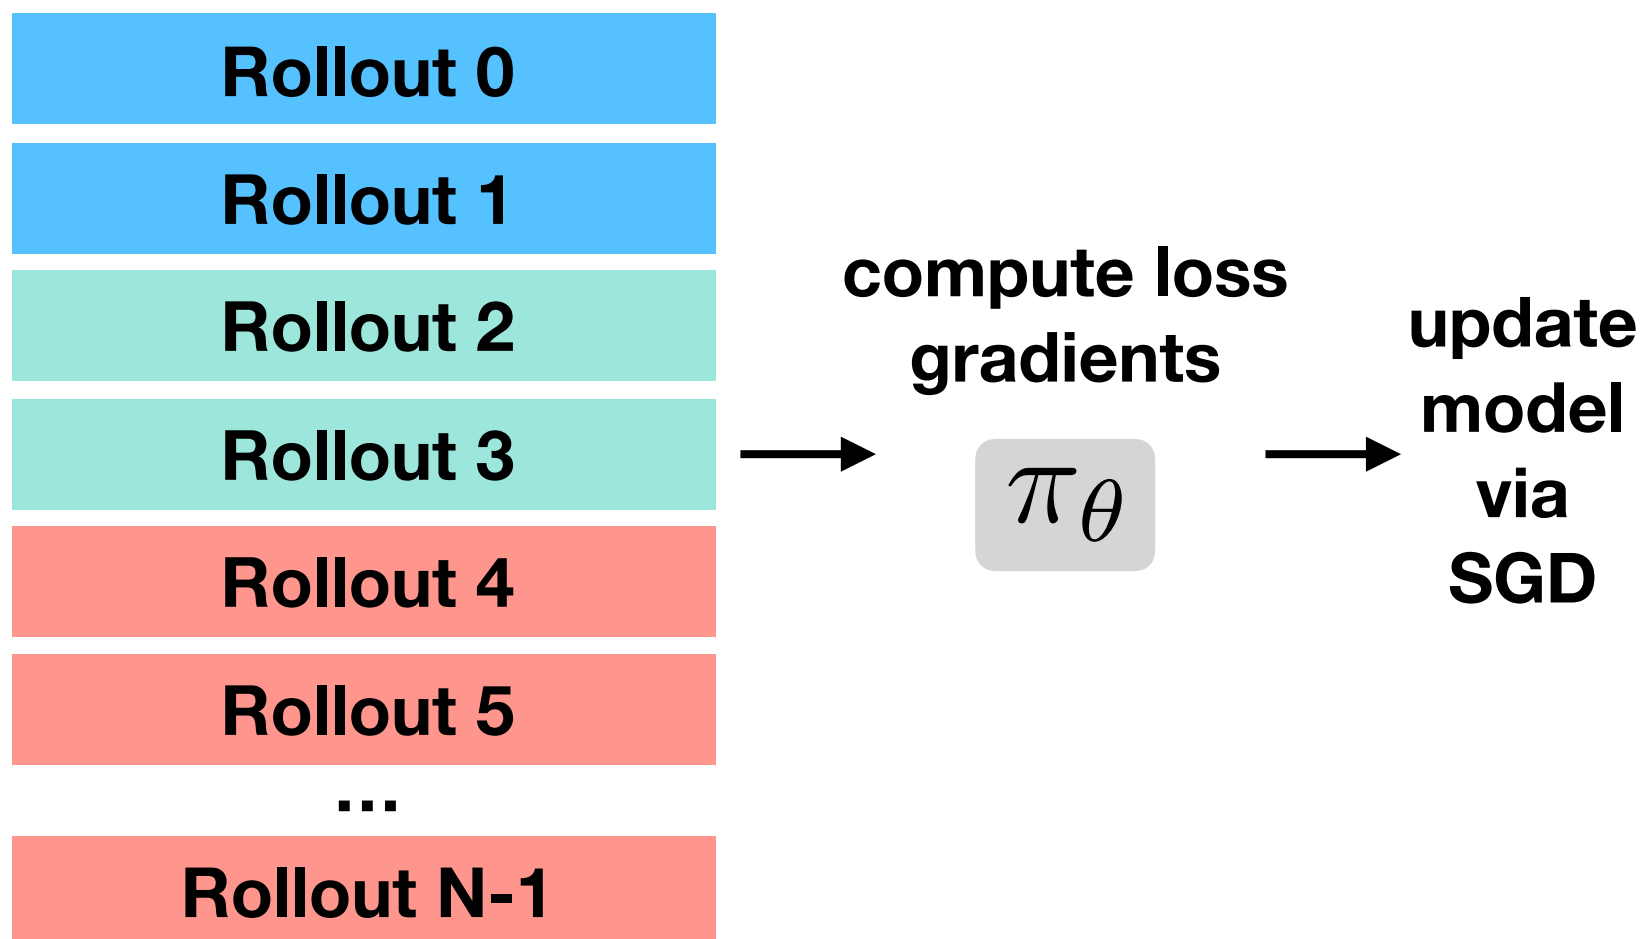 Rollout 0
Rollout 1
Rollout 2
Rollout 3
Rollout 4
Rollout 5
...
Rollout N-1
compute loss
gradients
π_θ
update
model
via
SGD